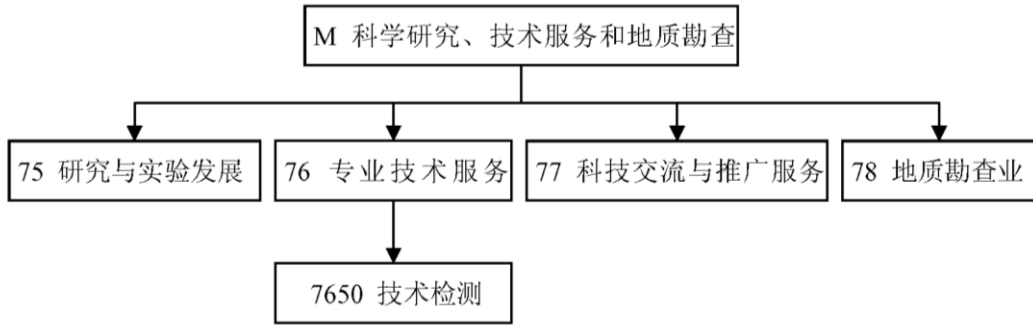 M 科学研究、技术服务和地质勘查
75 研究与实验发展
76 专业技术服务
77 科技交流与推广服务
78 地质勘查业
7650 技术检测